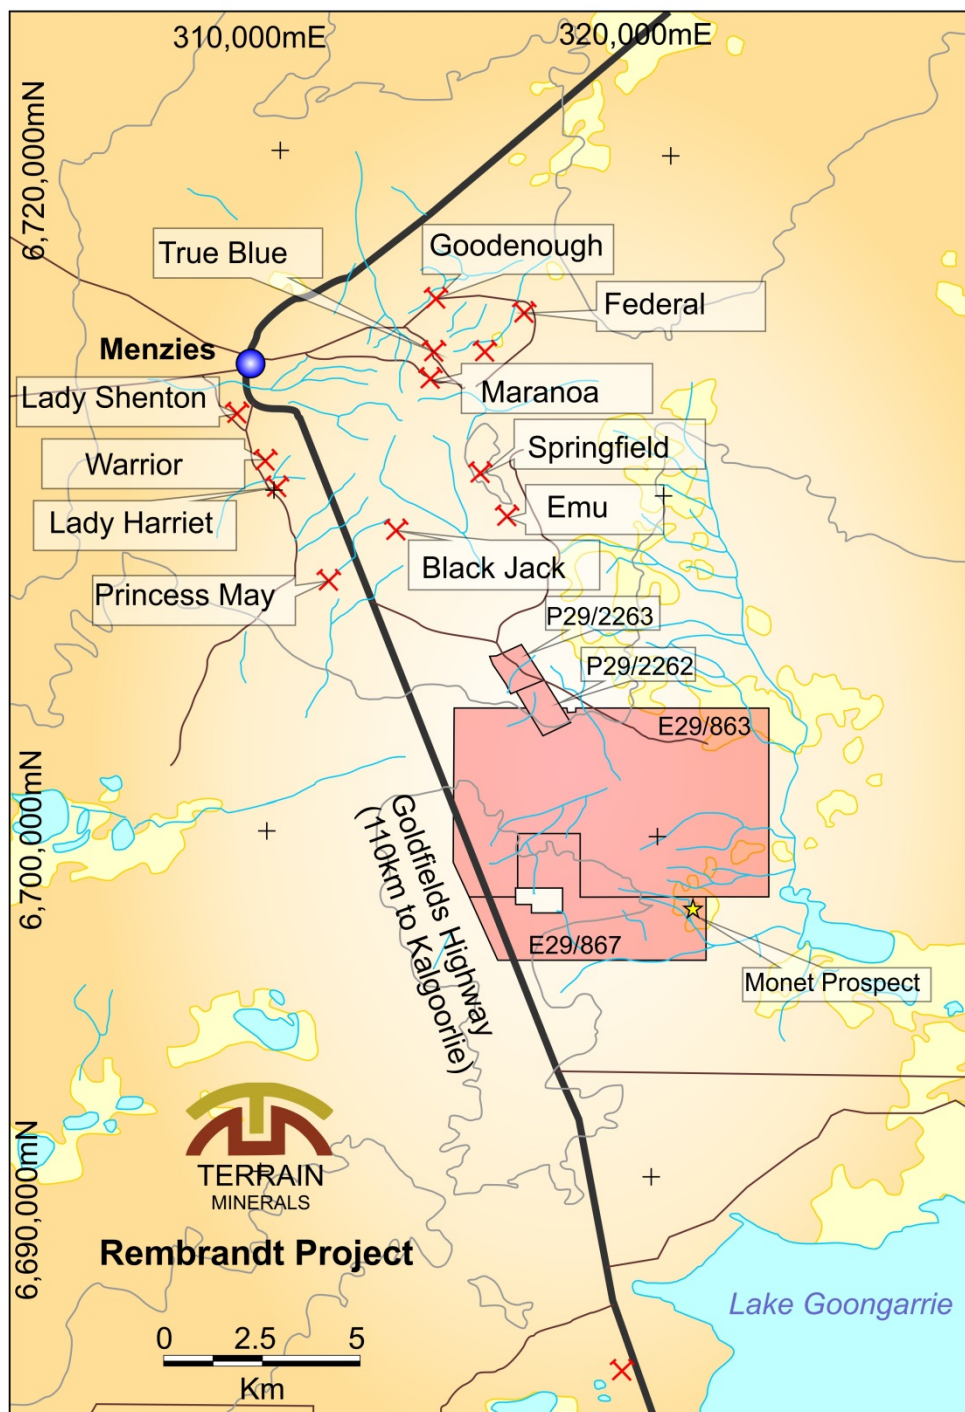 310,000mE
320,000mE
6,720,000mN
True Blue
Goodenough
Federal
Menzies
Lady Shenton
Maranoa
Warrior
Springfield
Lady Harriet
Emu
Black Jack
Princess May
P29/2263
P29/2262
E29/863
6,700,000mN
Goldfields Highway
(110km to Kalgoorlie)
E29/867
Monet Prospect
TERRAIN
MINERALS
6,690,000mN
Rembrandt Project
Lake Goongarrie
0 2.5 5
Km